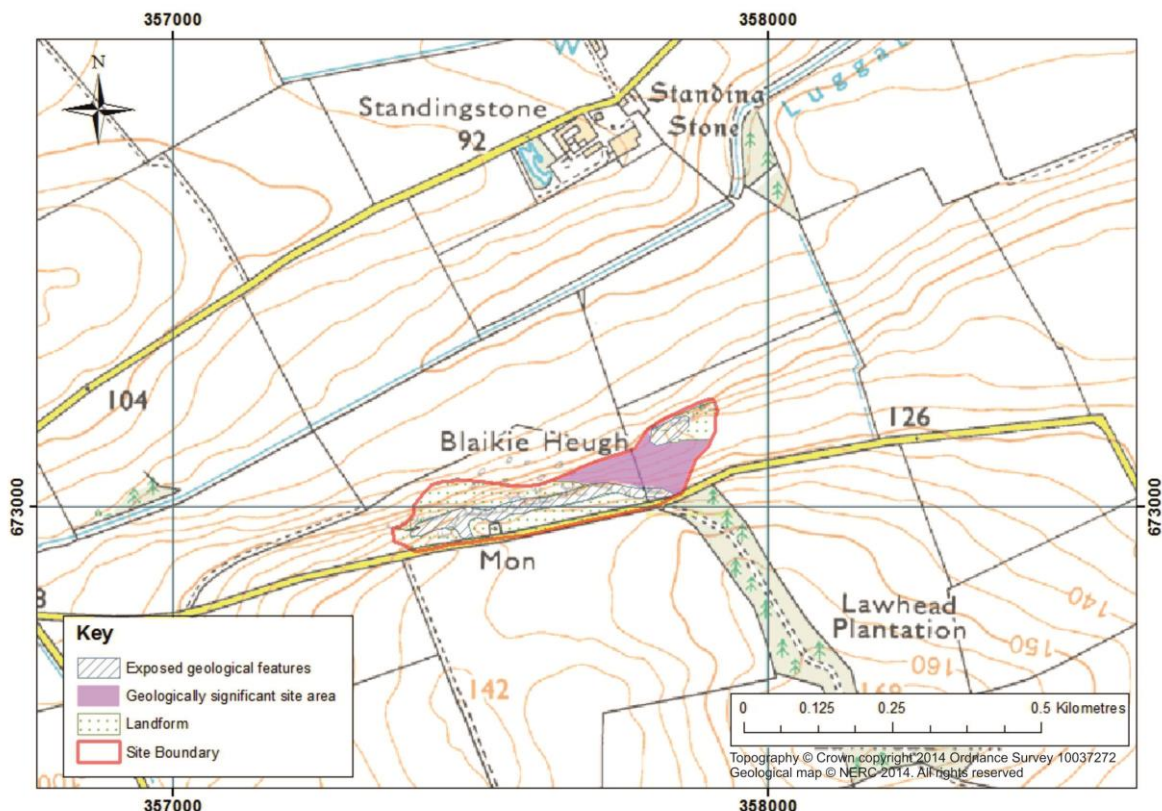 357000
358000
N
W
Standingstone
92
Standing
Stone
Lugga
104
Blaikie Heugh
126
673000
673000
Mon
8
Lawhead
Plantation
142
140
150
160
Key
Exposed geological features
Geologically significant site area
Landform
Site Boundary
0 0.125 0.25 0.5 Kilometres
Topography © Crown copyright 2014 Ordnance Survey 10037272
Geological map © NERC 2014. All rights reserved
357000
358000